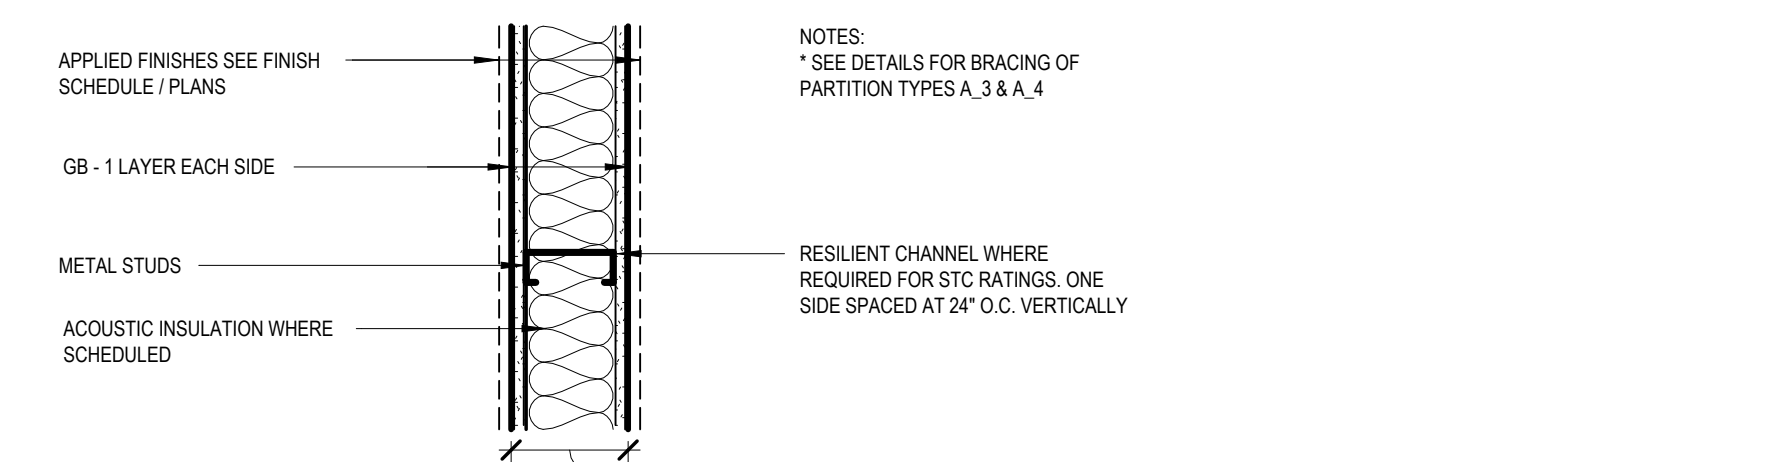 APPLIED FINISHES SEE FINISH
SCHEDULE / PLANS
GB - 1 LAYER EACH SIDE
METAL STUDS
ACOUSTIC INSULATION WHERE
SCHEDULED
NOTES:
* SEE DETAILS FOR BRACING OF
PARTITION TYPES A_3 & A_4
RESILIENT CHANNEL WHERE
REQUIRED FOR STC RATINGS. ONE
SIDE SPACED AT 24" O.C. VERTICALLY